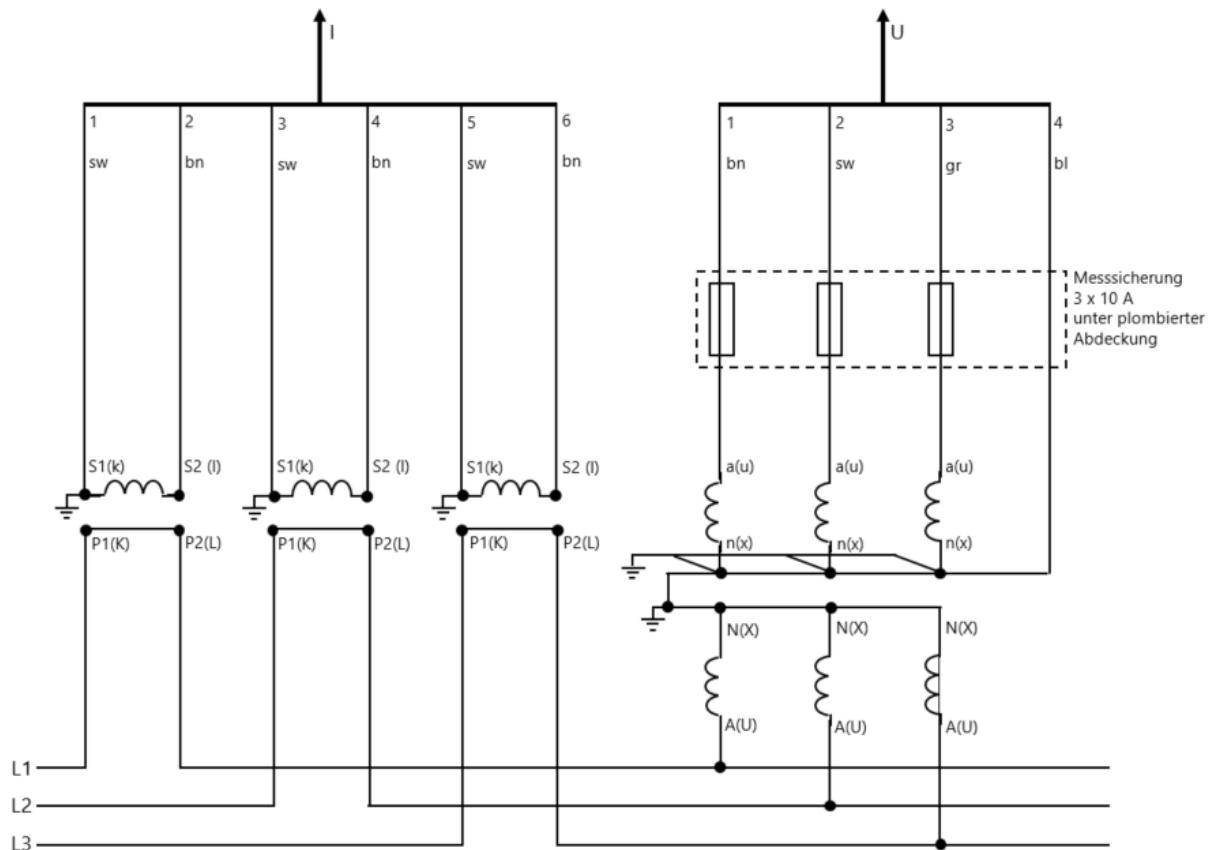 I
U
1
2
3
4
5
6
1
2
3
4
sw
bn
sw
bn
sw
bn
bn
sw
gr
bl
Messsicherung
3 x 10 A
unter plombierter
Abdeckung
S1(k)
S2 (l)
S1(k)
S2 (l)
S1(k)
S2 (l)
a(u)
a(u)
a(u)
P1(K)
P2(L)
P1(K)
P2(L)
P1(K)
P2(L)
n(x)
n(x)
n(x)
N(X)
N(X)
N(X)
A(U)
A(U)
A(U)
L1
L2
L3